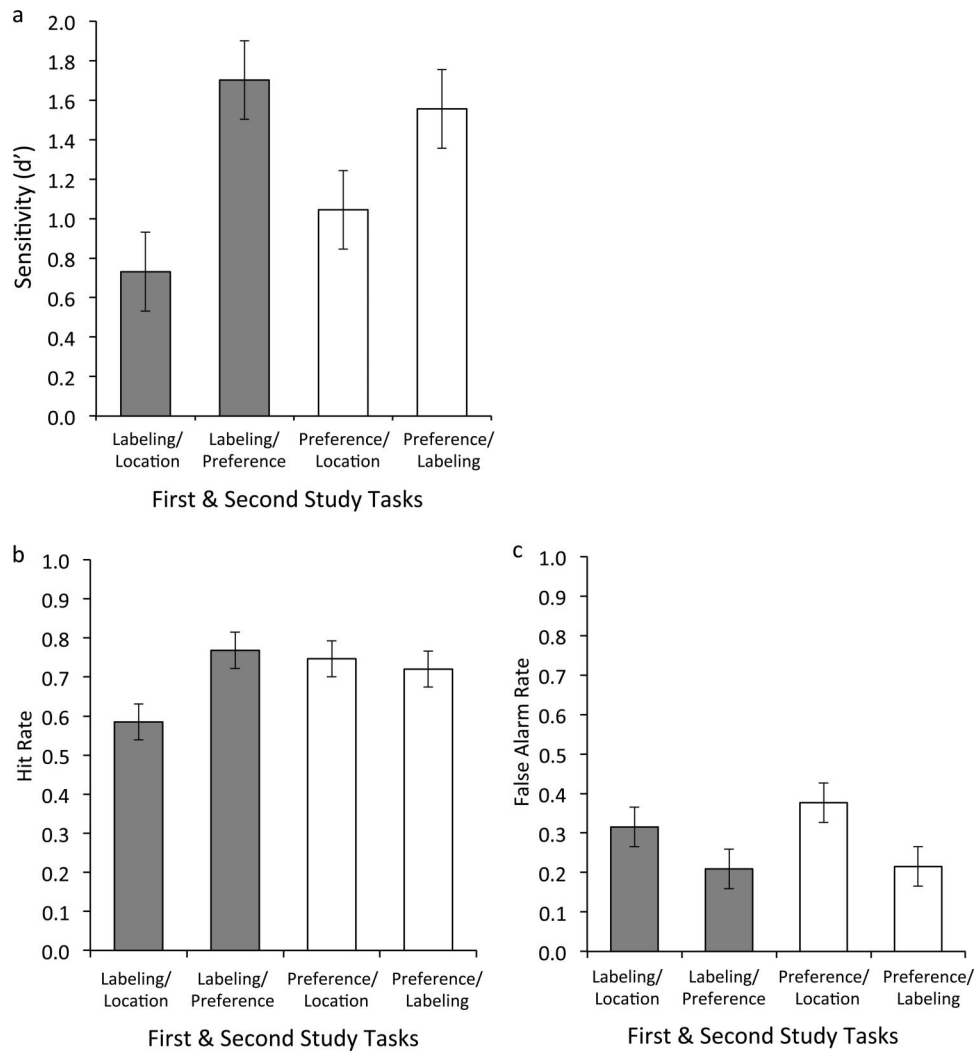 a
2.0
1.8
1.6
1.4
1.2
1.0
0.8
0.6
0.4
0.2
0.0
Sensitivity (d')
Labeling/ Labeling/ Preference/ Preference/
Location Preference Location Labeling
First & Second Study Tasks
b
1.0
0.9
0.8
0.7
0.6
0.5
0.4
0.3
0.2
0.1
0.0
Hit Rate
Labeling/ Labeling/ Preference/ Preference/
Location Preference Location Labeling
First & Second Study Tasks
c
1.0
0.9
0.8
0.7
0.6
0.5
0.4
0.3
0.2
0.1
0.0
False Alarm Rate
Labeling/ Labeling/ Preference/ Preference/
Location Preference Location Labeling
First & Second Study Tasks